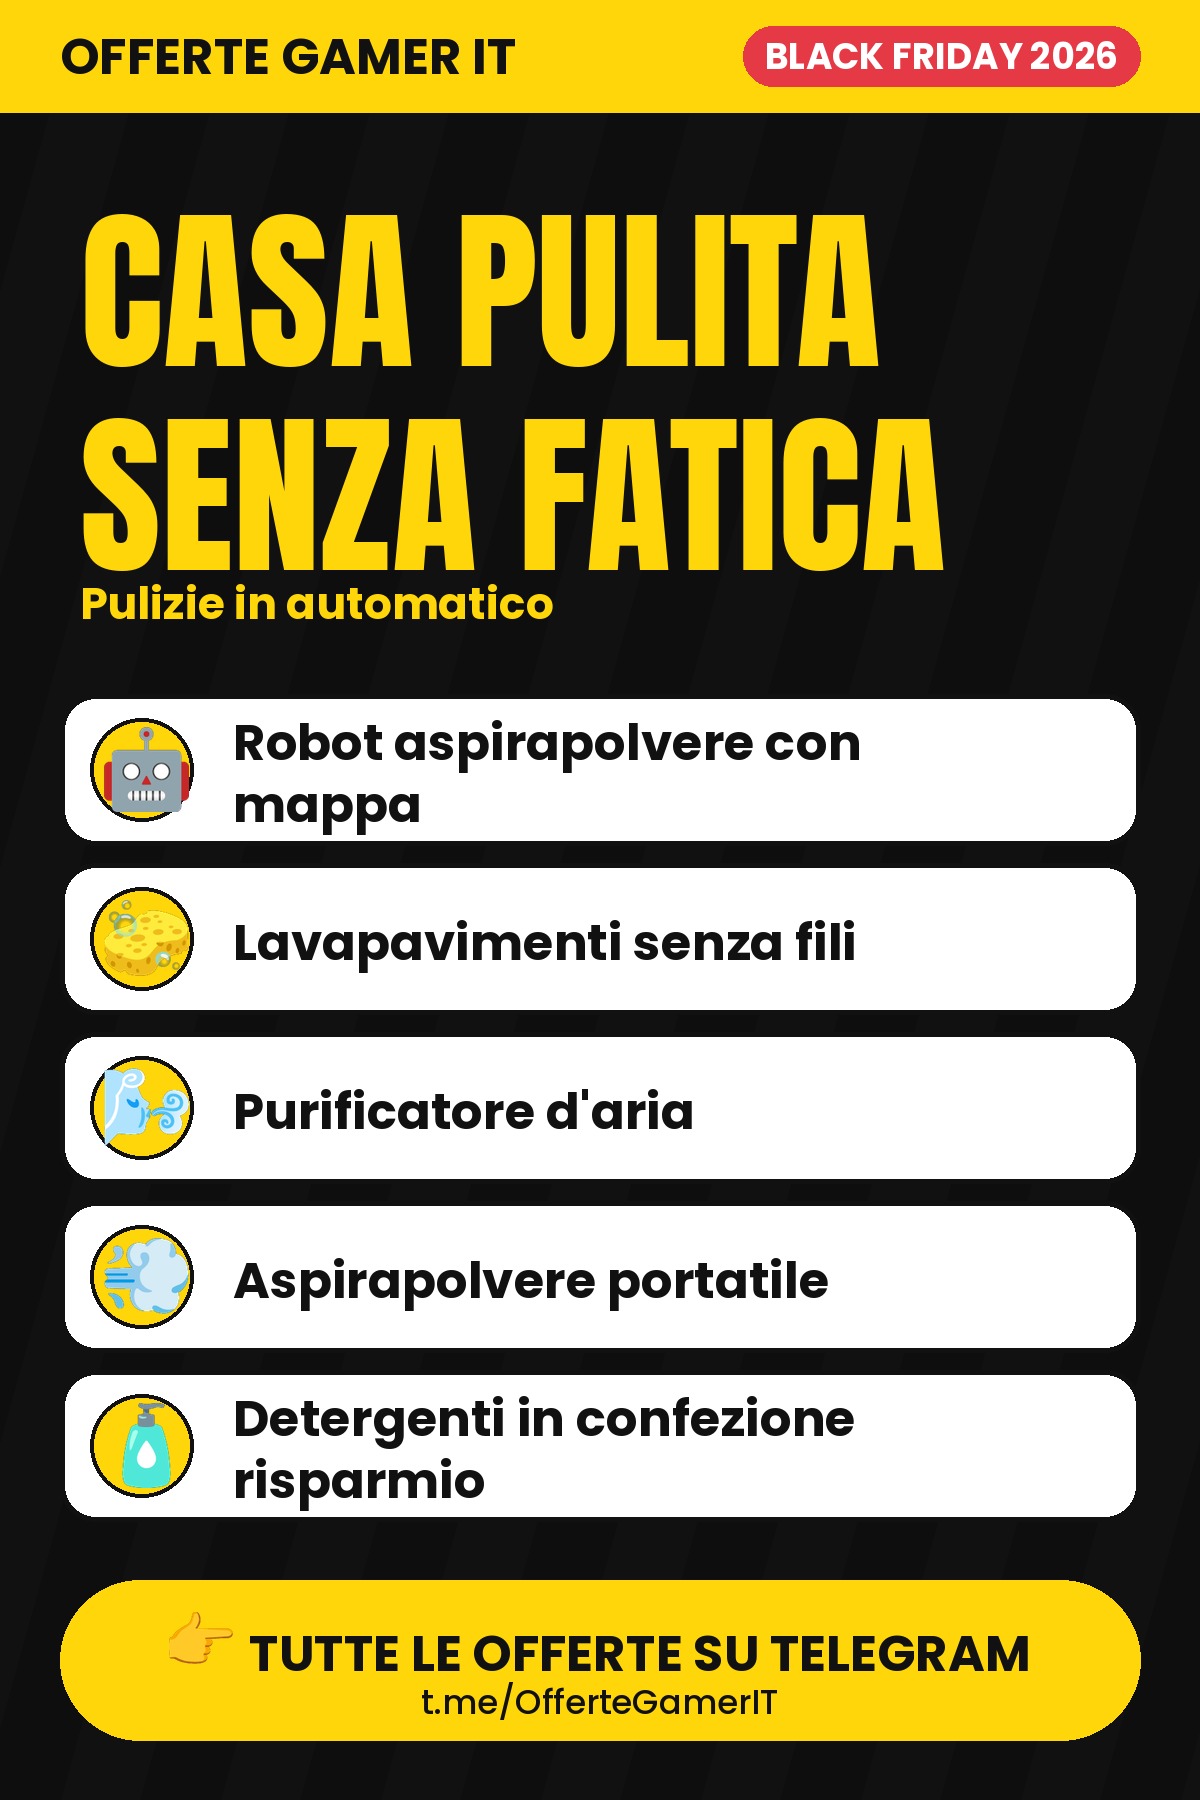 OFFERTE GAMER IT
BLACK FRIDAY 2026
CASA PULITA
SENZA FATICA
Pulizie in automatico
Robot aspirapolvere con
mappa
Lavapavimenti senza fili
Purificatore d'aria
Aspirapolvere portatile
Detergenti in confezione
risparmio
👉 TUTTE LE OFFERTE SU TELEGRAM
t.me/OfferteGamerIT